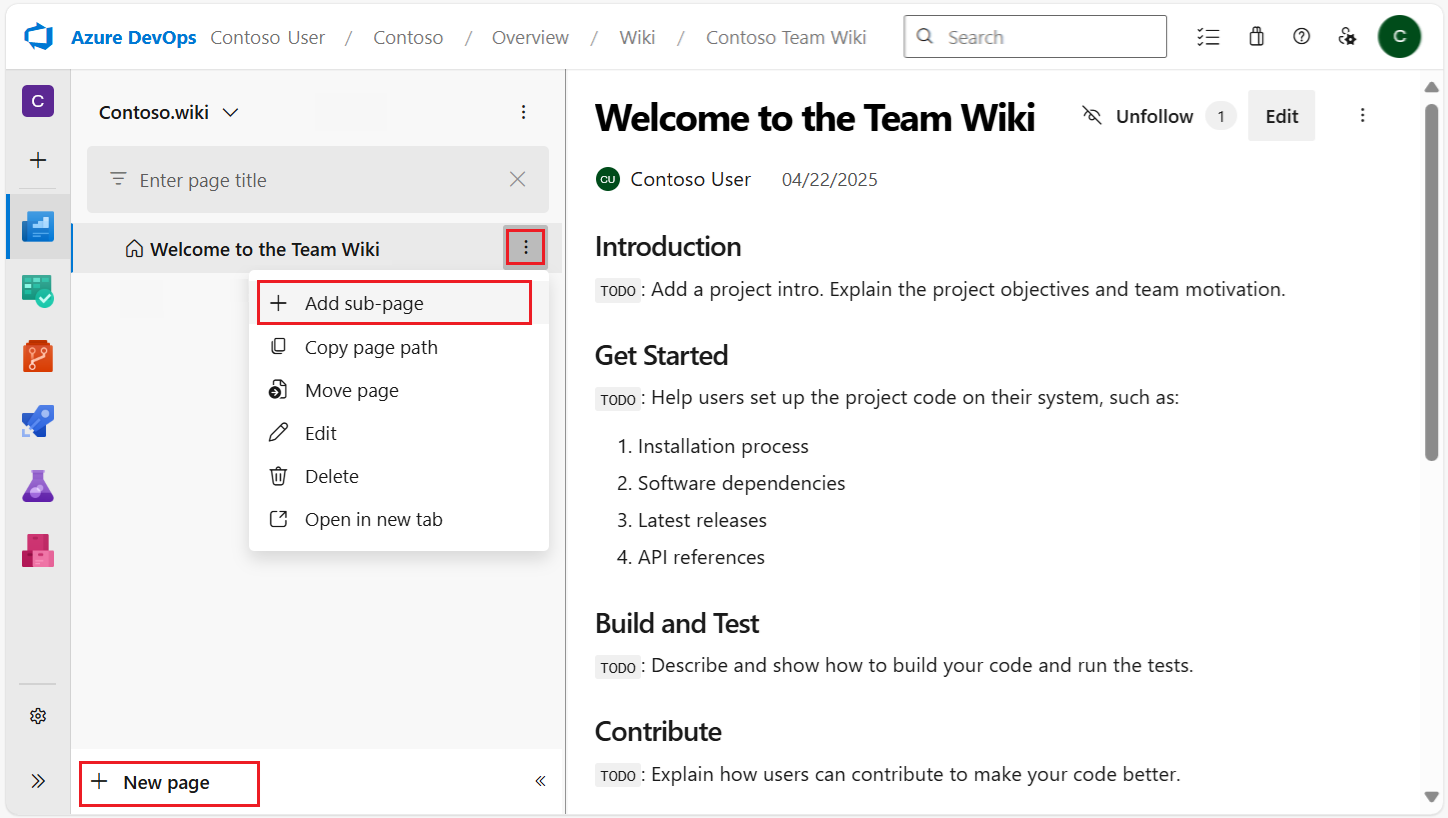 Azure DevOps Contoso User / Contoso / Overview / Wiki / Contoso Team Wiki Search C
C
Contoso.wiki
Enter page title
Welcome to the Team Wiki
Add sub-page
Copy page path
Move page
Edit
Delete
Open in new tab
New page
Welcome to the Team Wiki Unfollow 1 Edit
CU Contoso User 04/22/2025
Introduction
TODO: Add a project intro. Explain the project objectives and team motivation.
Get Started
TODO: Help users set up the project code on their system, such as:
1. Installation process
2. Software dependencies
3. Latest releases
4. API references
Build and Test
TODO: Describe and show how to build your code and run the tests.
Contribute
TODO: Explain how users can contribute to make your code better.